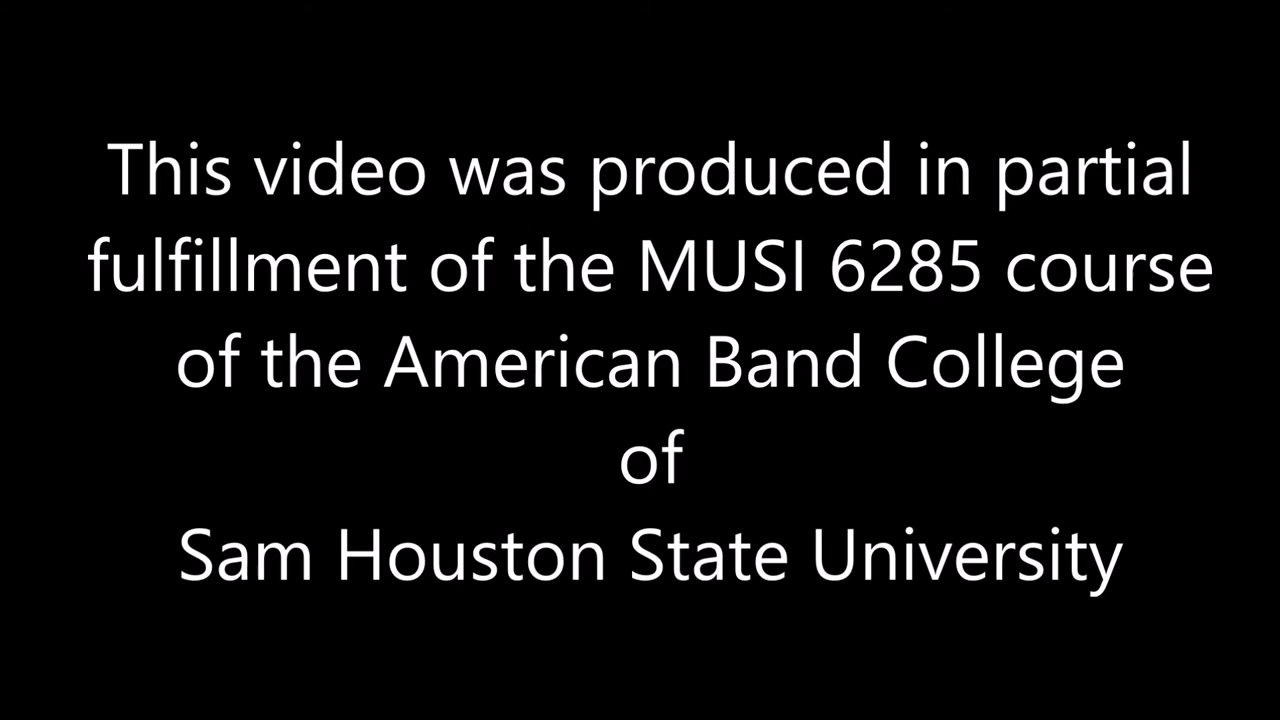 This video was produced in partial
fulfillment of the MUSI 6285 course
of the American Band College
of
Sam Houston State University